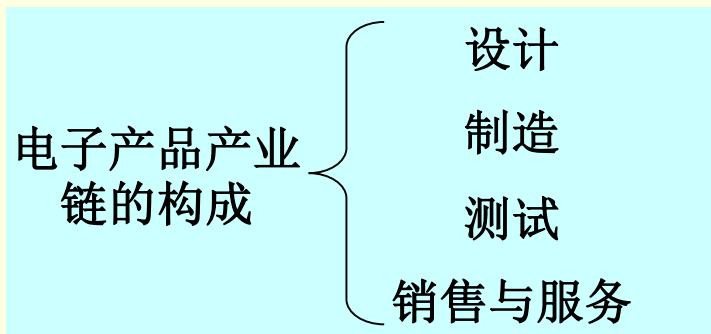 电子产品产业
链的构成
设计
制造
测试
销售与服务